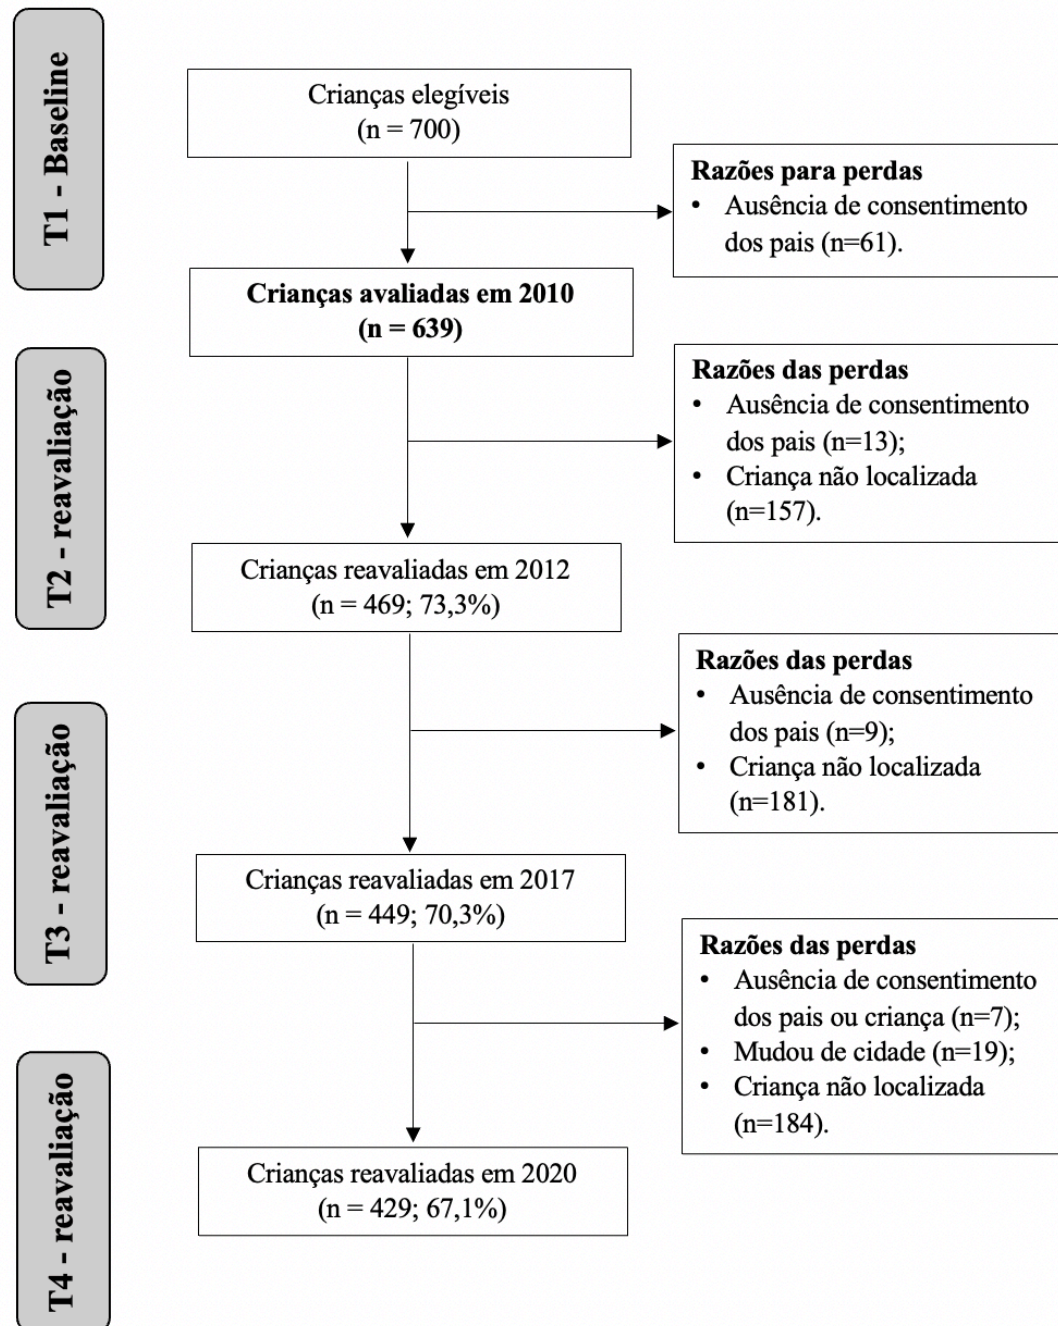 T1 - Baseline
Crianças elegíveis
(n = 700)
Razões para perdas
• Ausência de consentimento
dos pais (n=61).
Crianças avaliadas em 2010
(n = 639)
T2 - reavaliação
Razões das perdas
• Ausência de consentimento
dos pais (n=13);
• Criança não localizada
(n=157).
Crianças reavaliadas em 2012
(n = 469; 73,3%)
T3 - reavaliação
Razões das perdas
• Ausência de consentimento
dos pais (n=9);
• Criança não localizada
(n=181).
Crianças reavaliadas em 2017
(n = 449; 70,3%)
T4 - reavaliação
Razões das perdas
• Ausência de consentimento
dos pais ou criança (n=7);
• Mudou de cidade (n=19);
• Criança não localizada
(n=184).
Crianças reavaliadas em 2020
(n = 429; 67,1%)